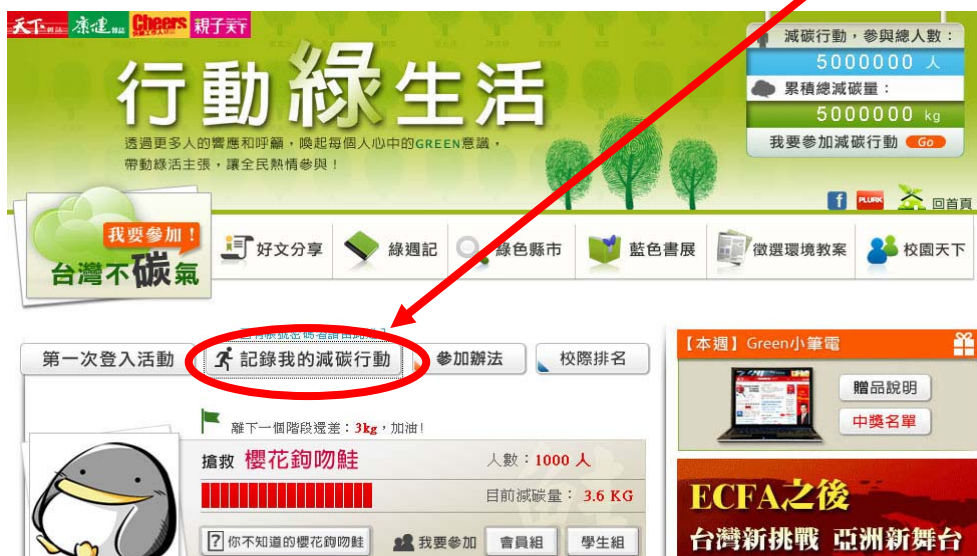 天下雜誌 康健雜誌 Cheers 親子天下
行動綠生活
透過更多人的響應和呼籲，喚起每個人心中的GREEN意識，
帶動綠活主張，讓全民熱情參與！
減碳行動，參與總人數：
5000000 人
累積總減碳量：
5000000 kg
我要參加減碳行動 Go
f PLURK 回首頁
我要參加！
台灣不碳氣
好文分享 綠週記 綠色縣市 藍色書展 徵選環境教案 校園天下
第一次登入活動 記錄我的減碳行動 參加辦法 校際排名
離下一個階段還差：3kg，加油!
搶救 櫻花鉤吻鮭 人數：1000 人
目前減碳量： 3.6 KG
? 你不知道的櫻花鉤吻鮭 我要參加 會員組 學生組
【本週】Green小筆電
贈品說明
中獎名單
ECFA之後
台灣新挑戰 亞洲新舞台